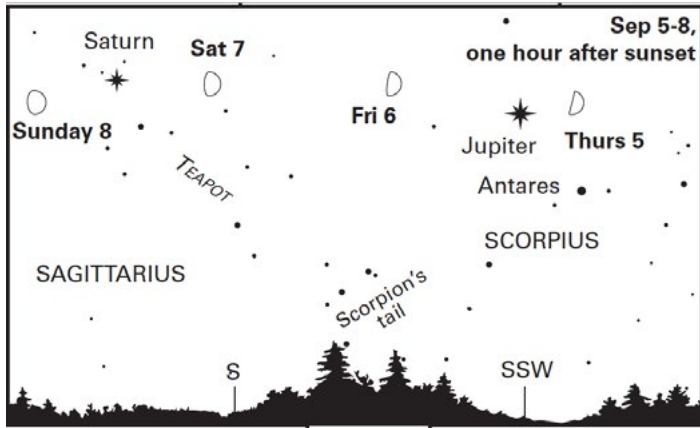 Sep 5-8,
one hour after sunset
Saturn
Sat 7
Fri 6
Sunday 8
Jupiter
Thurs 5
TEAPOT
Antares
SCORPIUS
SAGITTARIUS
Scorpion's
tail
S
SSW